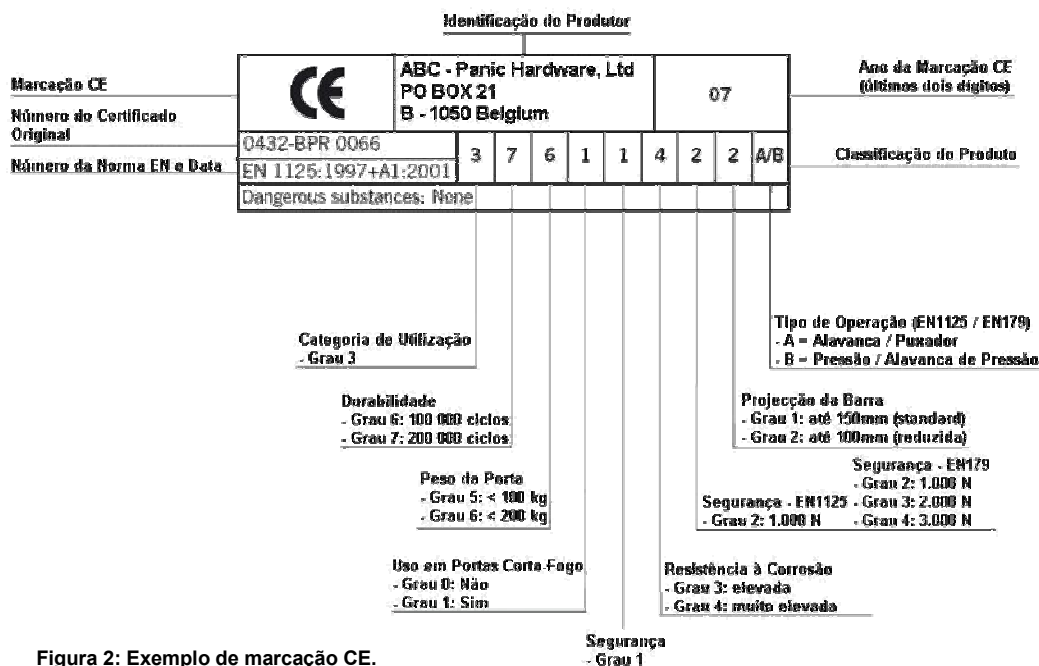 Identificação do Produtor
Marcação CE
Número do Certificado
Original
Número da Norma EN e Data
CE
ABC - Panic Hardware, Ltd
PO BOX 21
B - 1050 Belgium
07
Ano da Marcação CE
(últimos dois dígitos)
0432-BPR 0066
EN 1125:1997+A1:2001
3 7 6 1 1 4 2 2 A/B
Classificação do Produto
Dangerous substances: None
Categoria de Utilização
- Grau 3
Durabilidade
- Grau 6: 100 000 ciclos
- Grau 7: 200 000 ciclos
Peso da Porta
- Grau 5: < 100 kg
- Grau 6: < 200 kg
Uso em Portas Corta-Fogo
- Grau 0: Não
- Grau 1: Sim
Segurança
- Grau 1
Resistência à Corrosão
- Grau 3: elevada
- Grau 4: muito elevada
Segurança - EN1125
- Grau 2: 1.000 N
Segurança - EN179
- Grau 2: 1.000 N
- Grau 3: 2.000 N
- Grau 4: 3.000 N
Projecção da Barra
- Grau 1: até 150mm (standard)
- Grau 2: até 100mm (reduzida)
Tipo de Operação (EN1125 / EN179)
- A = Alavanca / Puxador
- B = Pressão / Alavanca de Pressão
Figura 2: Exemplo de marcação CE.